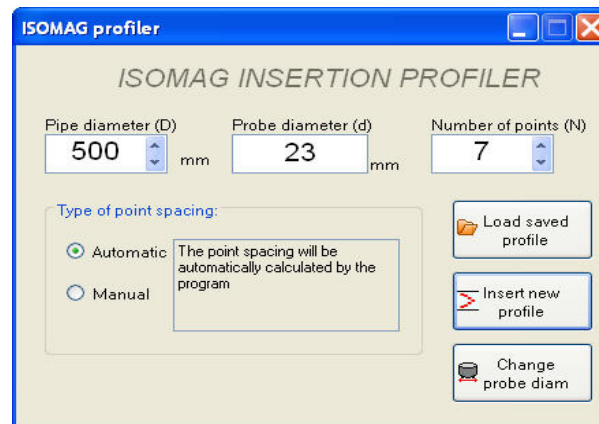 ISOMAG profiler
ISOMAG INSERTION PROFILER
Pipe diameter (D) Probe diameter (d) Number of points (N)
500 mm 23 mm 7
Type of point spacing:
Automatic
Manual
The point spacing will be
automatically calculated by the
program
Load saved
profile
Insert new
profile
Change
probe diam